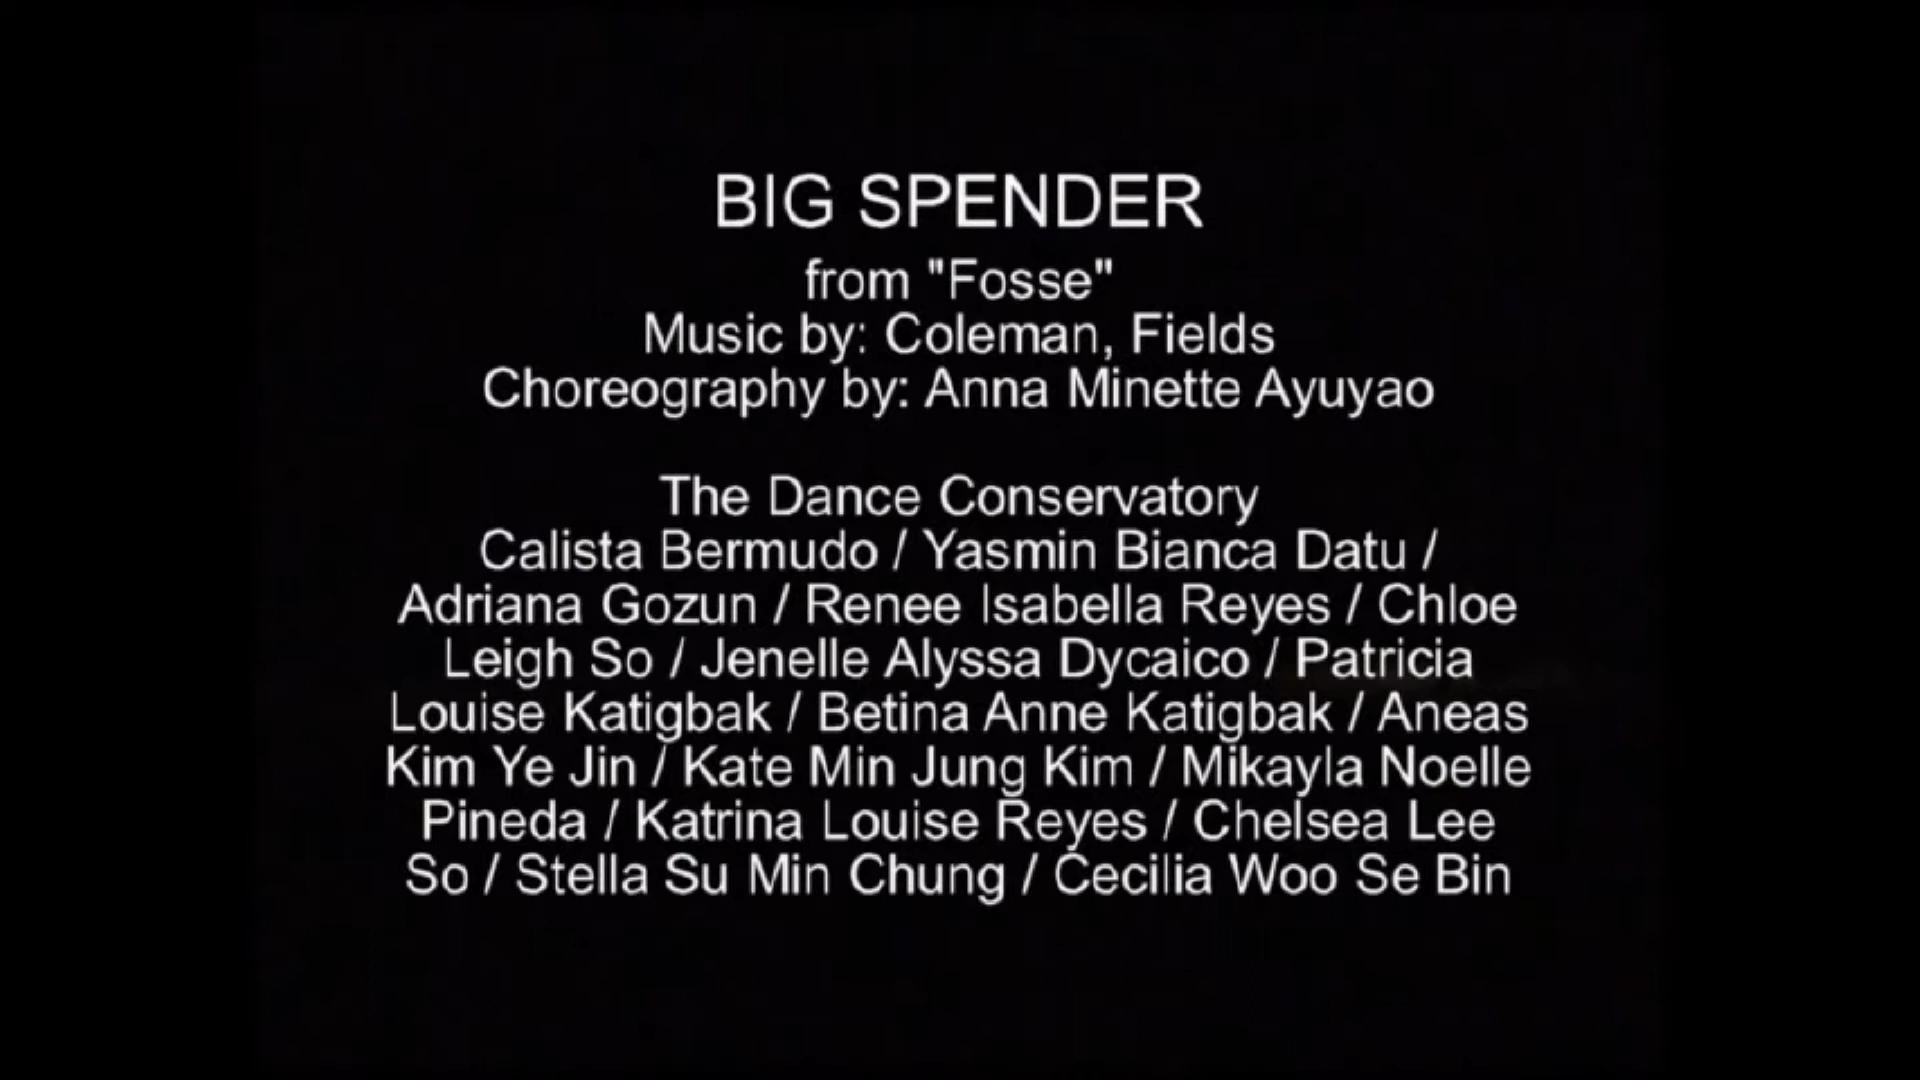 BIG SPENDER
from "Fosse"
Music by: Coleman, Fields
Choreography by: Anna Minette Ayuyao
The Dance Conservatory
Calista Bermudo / Yasmin Bianca Datu /
Adriana Gozun / Renee Isabella Reyes / Chloe
Leigh So / Jenelle Alyssa Dycaico / Patricia
Louise Katigbak / Betina Anne Katigbak / Aneas
Kim Ye Jin / Kate Min Jung Kim / Mikayla Noelle
Pineda / Katrina Louise Reyes / Chelsea Lee
So / Stella Su Min Chung / Cecilia Woo Se Bin